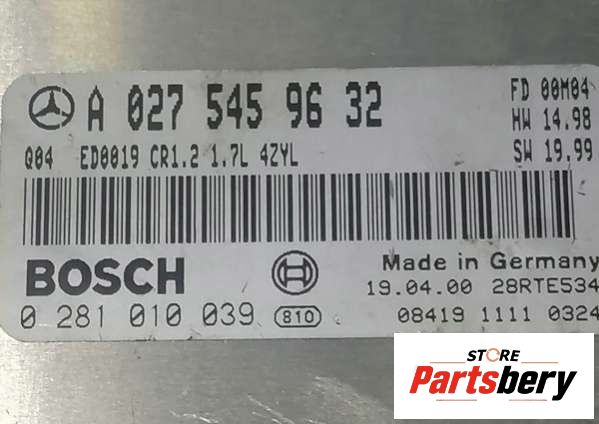 A 027 545 96 32
FD 00M04
HW 14.98
SW 19.99
Q04 ED0019 CR1.2 1.7L 4ZYL
BOSCH
Made in Germany
19.04.00 28RTE534
0 281 010 039 810
08419 1111 0324
STORE
Partsbery